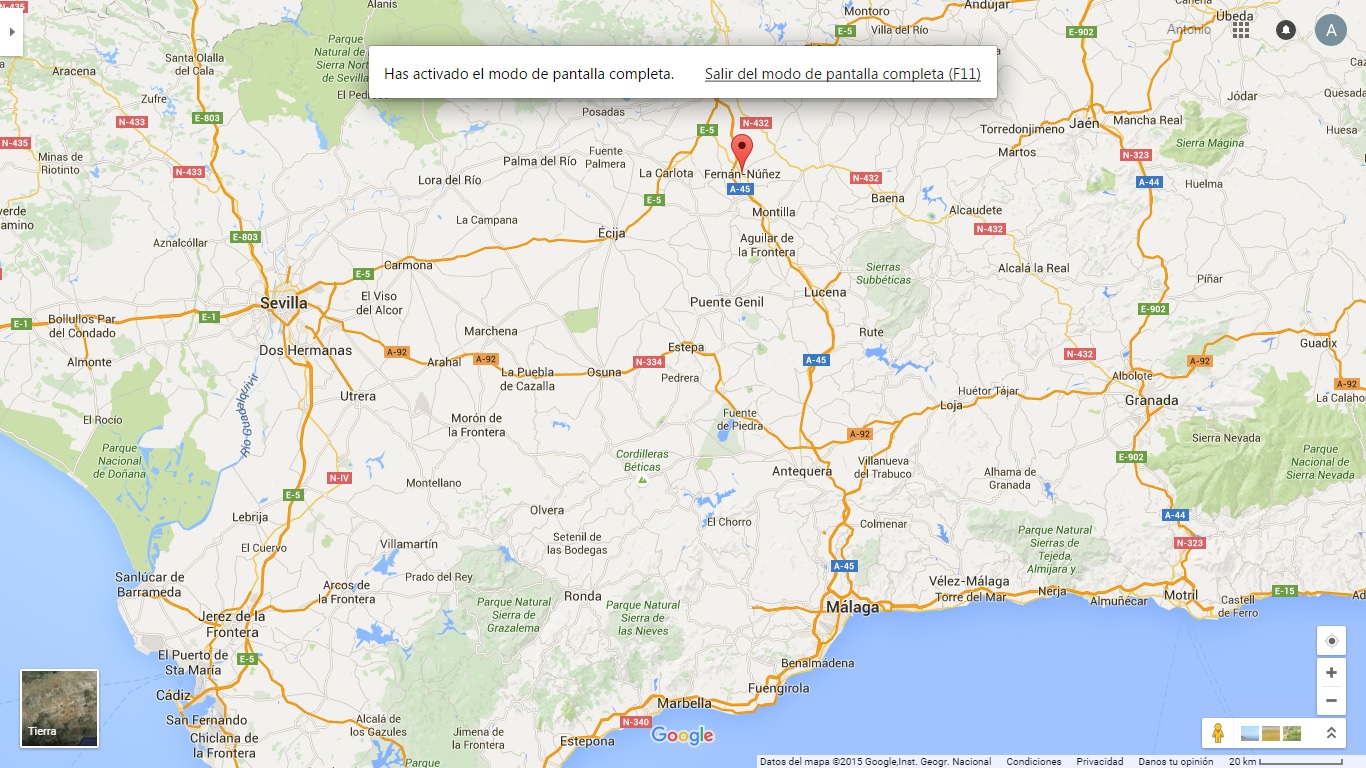 N-435
Alanis
Montoro
Andújar
Villa del Río
E-5
E-902
Úbeda
Antonio
A
Santa Olalla
del Cala
Parque
Natural de
Sierra Nort
de Sevilla
El Pedr
Aracena
Has activado el modo de pantalla completa.
Salir del modo de pantalla completa (F11)
Zufre
Jódar
Quesada
N-433
E-803
Posadas
E-5
N-432
Jaén
Mancha Real
Torredonjimeno
Huesa
N-435
Martos
Sierra Mágina
Minas de
Riotinto
Palma del Río
Fuente
Palmera
N-323
N-433
Lora del Río
La Carlota
Fernán-Núñez
N-432
A-44
Huelma
A-45
E-5
Baena
Alcaudete
La Campana
Montilla
N-432
Écija
Aznalcóllar
E-803
Aguilar de
la Frontera
Carmona
E-5
Sierras
Subbéticas
Alcalá la Real
Píñar
Sevilla
El Viso
del Alcor
Puente Genil
Lucena
E-902
E-1
Bollullos Par
del Condado
E-1
Marchena
Rute
Guadix
Dos Hermanas
A-92
Arahal
A-92
Estepa
N-334
A-45
N-432
A-92
Almonte
La Puebla
de Cazalla
Osuna
Pedrera
Albolote
A-92
Utrera
Huétor Tájar
Loja
Granada
La Calahor
Río Guadalquivir
El Rocío
Morón de
la Frontera
Fuente
de Piedra
A-92
Sierra Nevada
Parque
Nacional
de Doñana
Cordilleras
Béticas
Antequera
Villanueva
del Trabuco
E-902
Parque
Nacional de
Sierra Nevada
N-IV
Montellano
Alhama de
Granada
E-5
Olvera
El Chorro
A-44
Lebrija
Colmenar
Parque Natural
Sierras de
Tejeda,
Almijara y...
N-323
El Cuervo
Villamartín
Setenil de
las Bodegas
A-45
Sanlúcar de
Barrameda
Arcos de
la Frontera
Prado del Rey
Ronda
Vélez-Málaga
Torre del Mar
Nerja
Almuñécar
Motril
Castell
de Ferro
E-15
Parque Natural
Sierra de
Grazalema
Parque Natural
Sierra de
las Nieves
Málaga
Jerez de la
Frontera
E-5
El Puerto de
Sta María
Benalmádena
Fuengirola
Cádiz
Marbella
San Fernando
Alcalá de
los Gazules
N-340
Google
Tierra
Chiclana de
la Frontera
Jimena de
la Frontera
Estepona
Parque
Datos del mapa ©2015 Google,Inst. Geogr. Nacional
Condiciones
Privacidad
Danos tu opinión
20 km